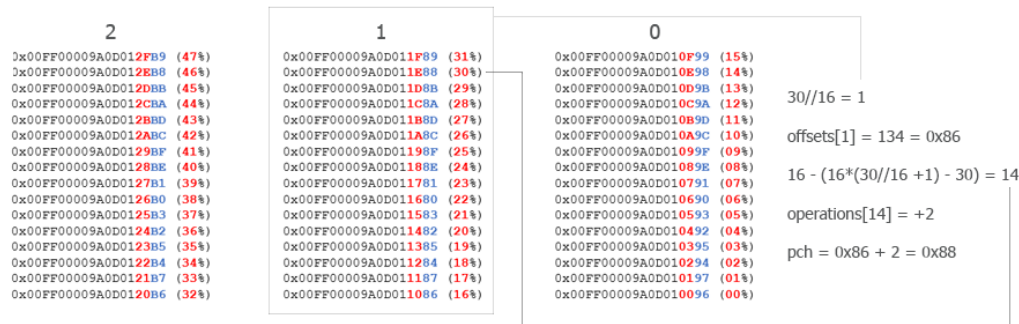 2
0x00FF00009A0D012FB9 (47%)
0x00FF00009A0D012EB8 (46%)
0x00FF00009A0D012DBB (45%)
0x00FF00009A0D012CBA (44%)
0x00FF00009A0D012BBD (43%)
0x00FF00009A0D012ABC (42%)
0x00FF00009A0D0129BF (41%)
0x00FF00009A0D0128BE (40%)
0x00FF00009A0D0127B1 (39%)
0x00FF00009A0D0126B0 (38%)
0x00FF00009A0D0125B3 (37%)
0x00FF00009A0D0124B2 (36%)
0x00FF00009A0D0123B5 (35%)
0x00FF00009A0D0122B4 (34%)
0x00FF00009A0D0121B7 (33%)
0x00FF00009A0D0120B6 (32%)
1
0x00FF00009A0D011F89 (31%)
0x00FF00009A0D011E88 (30%)
0x00FF00009A0D011D8B (29%)
0x00FF00009A0D011C8A (28%)
0x00FF00009A0D011B8D (27%)
0x00FF00009A0D011A8C (26%)
0x00FF00009A0D01198F (25%)
0x00FF00009A0D01188E (24%)
0x00FF00009A0D011781 (23%)
0x00FF00009A0D011680 (22%)
0x00FF00009A0D011583 (21%)
0x00FF00009A0D011482 (20%)
0x00FF00009A0D011385 (19%)
0x00FF00009A0D011284 (18%)
0x00FF00009A0D011187 (17%)
0x00FF00009A0D011086 (16%)
0
0x00FF00009A0D010F99 (15%)
0x00FF00009A0D010E98 (14%)
0x00FF00009A0D010D9B (13%)
0x00FF00009A0D010C9A (12%)
0x00FF00009A0D010B9D (11%)
0x00FF00009A0D010A9C (10%)
0x00FF00009A0D01099F (09%)
0x00FF00009A0D01089E (08%)
0x00FF00009A0D010791 (07%)
0x00FF00009A0D010690 (06%)
0x00FF00009A0D010593 (05%)
0x00FF00009A0D010492 (04%)
0x00FF00009A0D010395 (03%)
0x00FF00009A0D010294 (02%)
0x00FF00009A0D010197 (01%)
0x00FF00009A0D010096 (00%)
30//16 = 1
offsets[1] = 134 = 0x86
16 - (16*(30//16 +1) - 30) = 14
operations[14] = +2
pch = 0x86 + 2 = 0x88